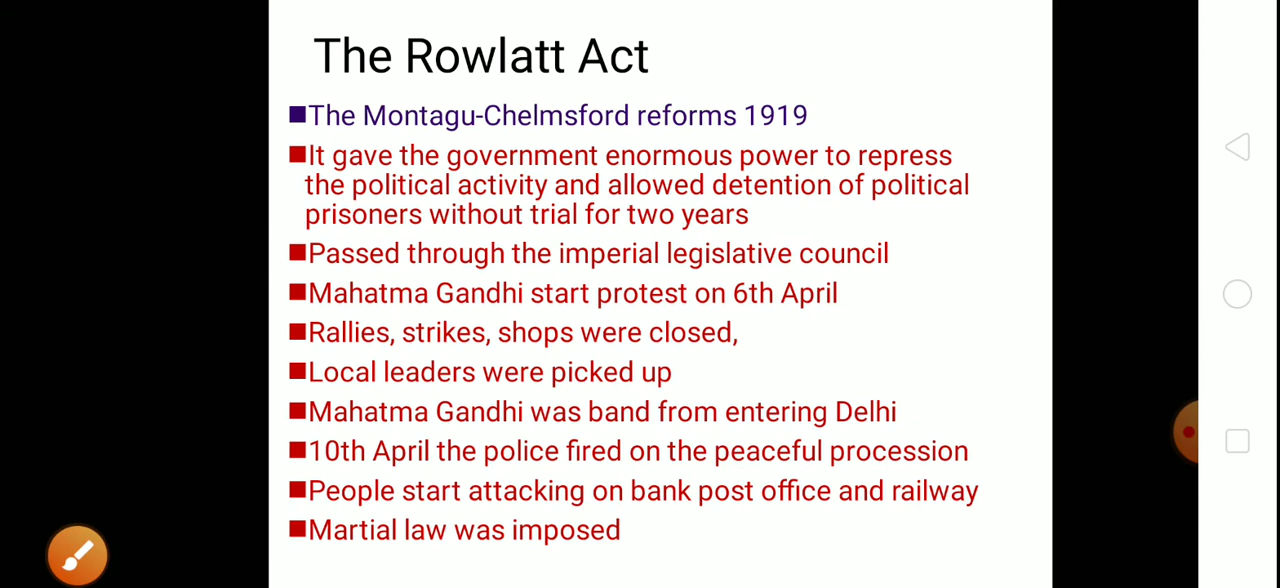 The Rowlatt Act
The Montagu-Chelmsford reforms 1919
It gave the government enormous power to repress
the political activity and allowed detention of political
prisoners without trial for two years
Passed through the imperial legislative council
Mahatma Gandhi start protest on 6th April
Rallies, strikes, shops were closed,
Local leaders were picked up
Mahatma Gandhi was band from entering Delhi
10th April the police fired on the peaceful procession
People start attacking on bank post office and railway
Martial law was imposed